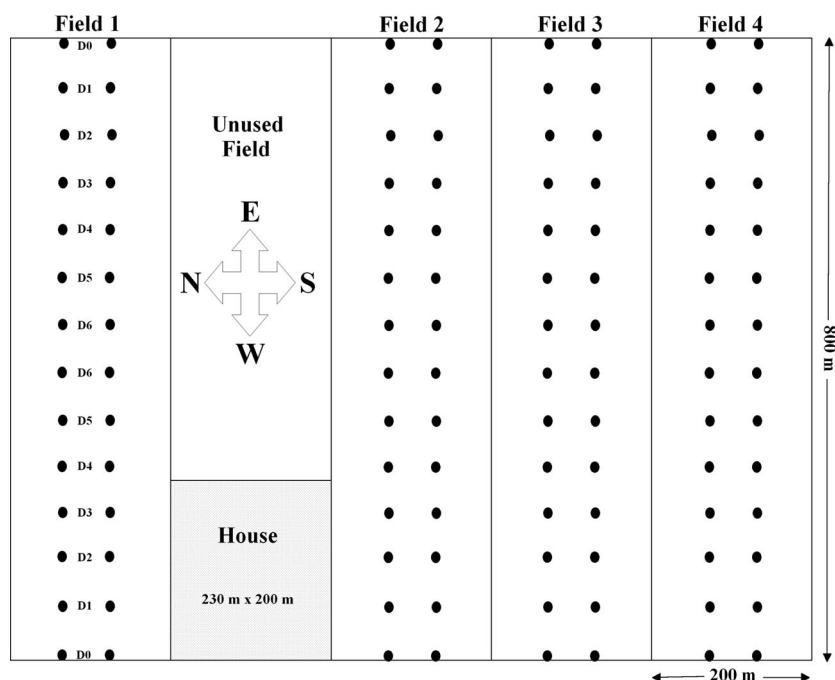 Field 1 Field 2 Field 3 Field 4
D0
D1
Unused
Field
D2
D3
E
D4
N S
D5
D6
W
800 m
D6
D5
D4
D3
House
D2
230 m x 200 m
D1
D0
200 m